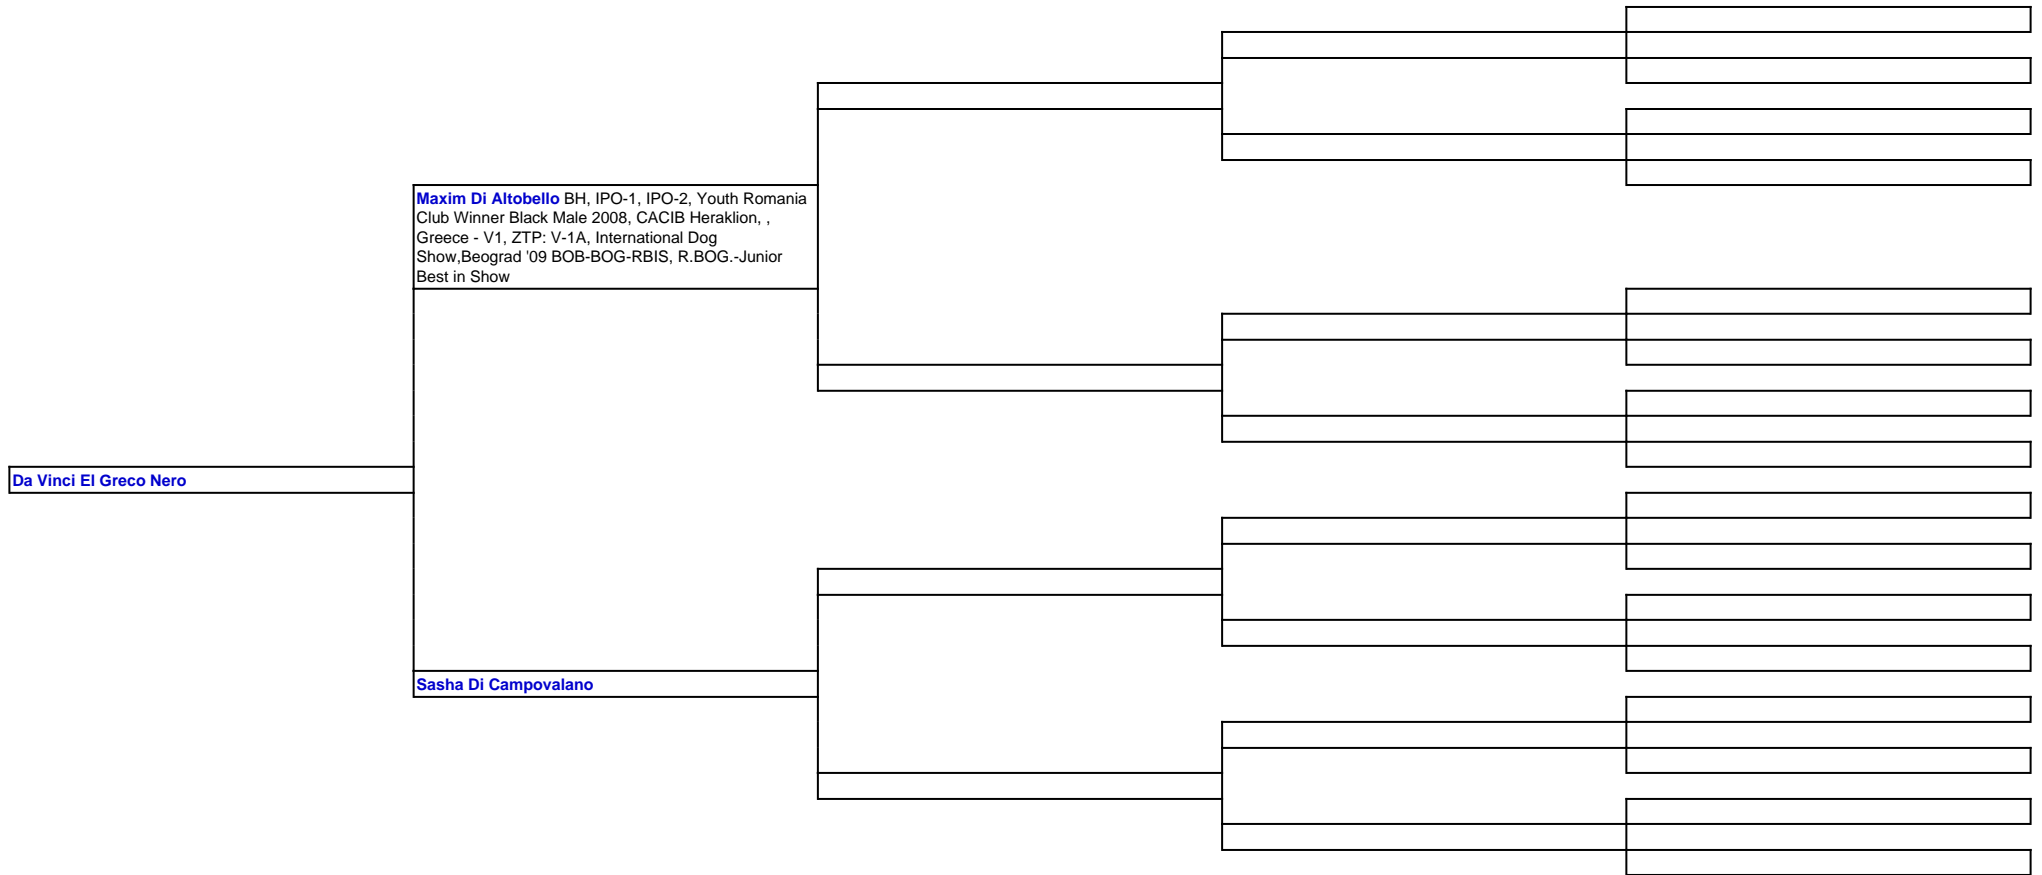 Maxim Di Altobello BH, IPO-1, IPO-2, Youth Romania
Club Winner Black Male 2008, CACIB Heraklion, ,
Greece - V1, ZTP: V-1A, International Dog
Show,Beograd '09 BOB-BOG-RBIS, R.BOG.-Junior
Best in Show
Da Vinci El Greco Nero
Sasha Di Campovalano